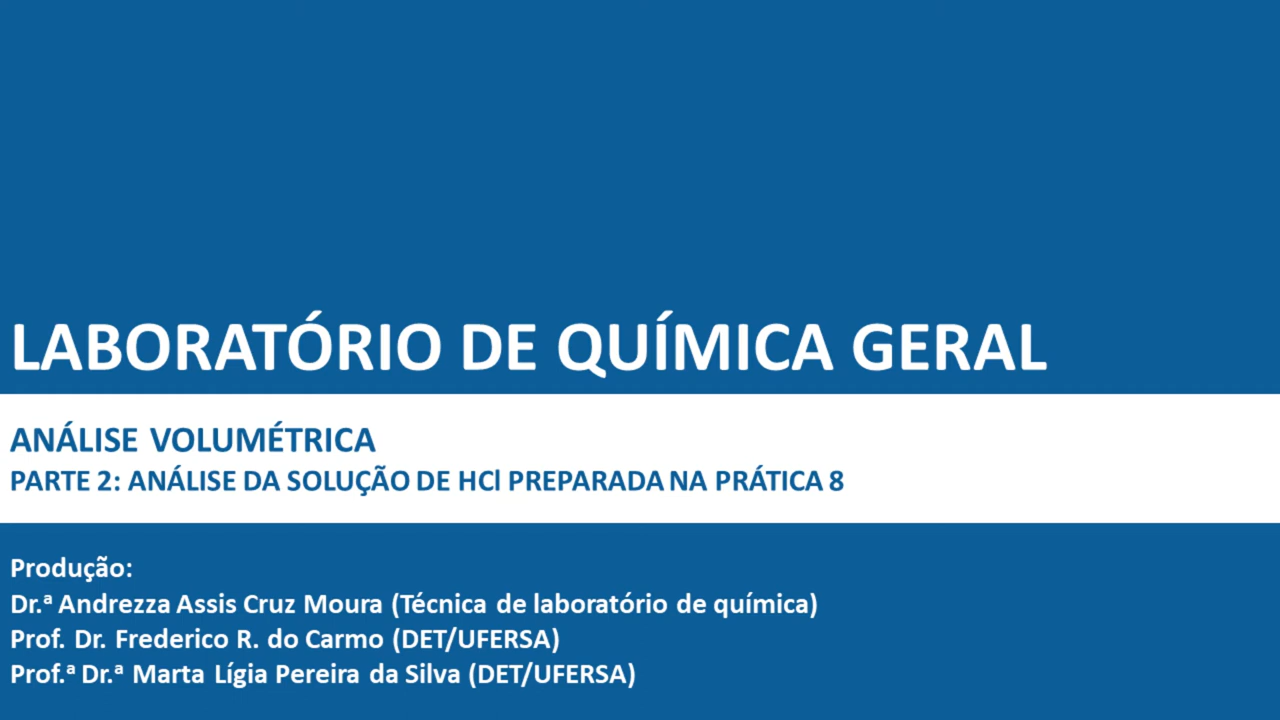 LABORATÓRIO DE QUÍMICA GERAL
ANÁLISE VOLUMÉTRICA
PARTE 2: ANÁLISE DA SOLUÇÃO DE HCl PREPARADA NA PRÁTICA 8
Produção:
Dr.ª Andrezza Assis Cruz Moura (Técnica de laboratório de química)
Prof. Dr. Frederico R. do Carmo (DET/UFERSA)
Prof.ª Dr.ª Marta Lígia Pereira da Silva (DET/UFERSA)